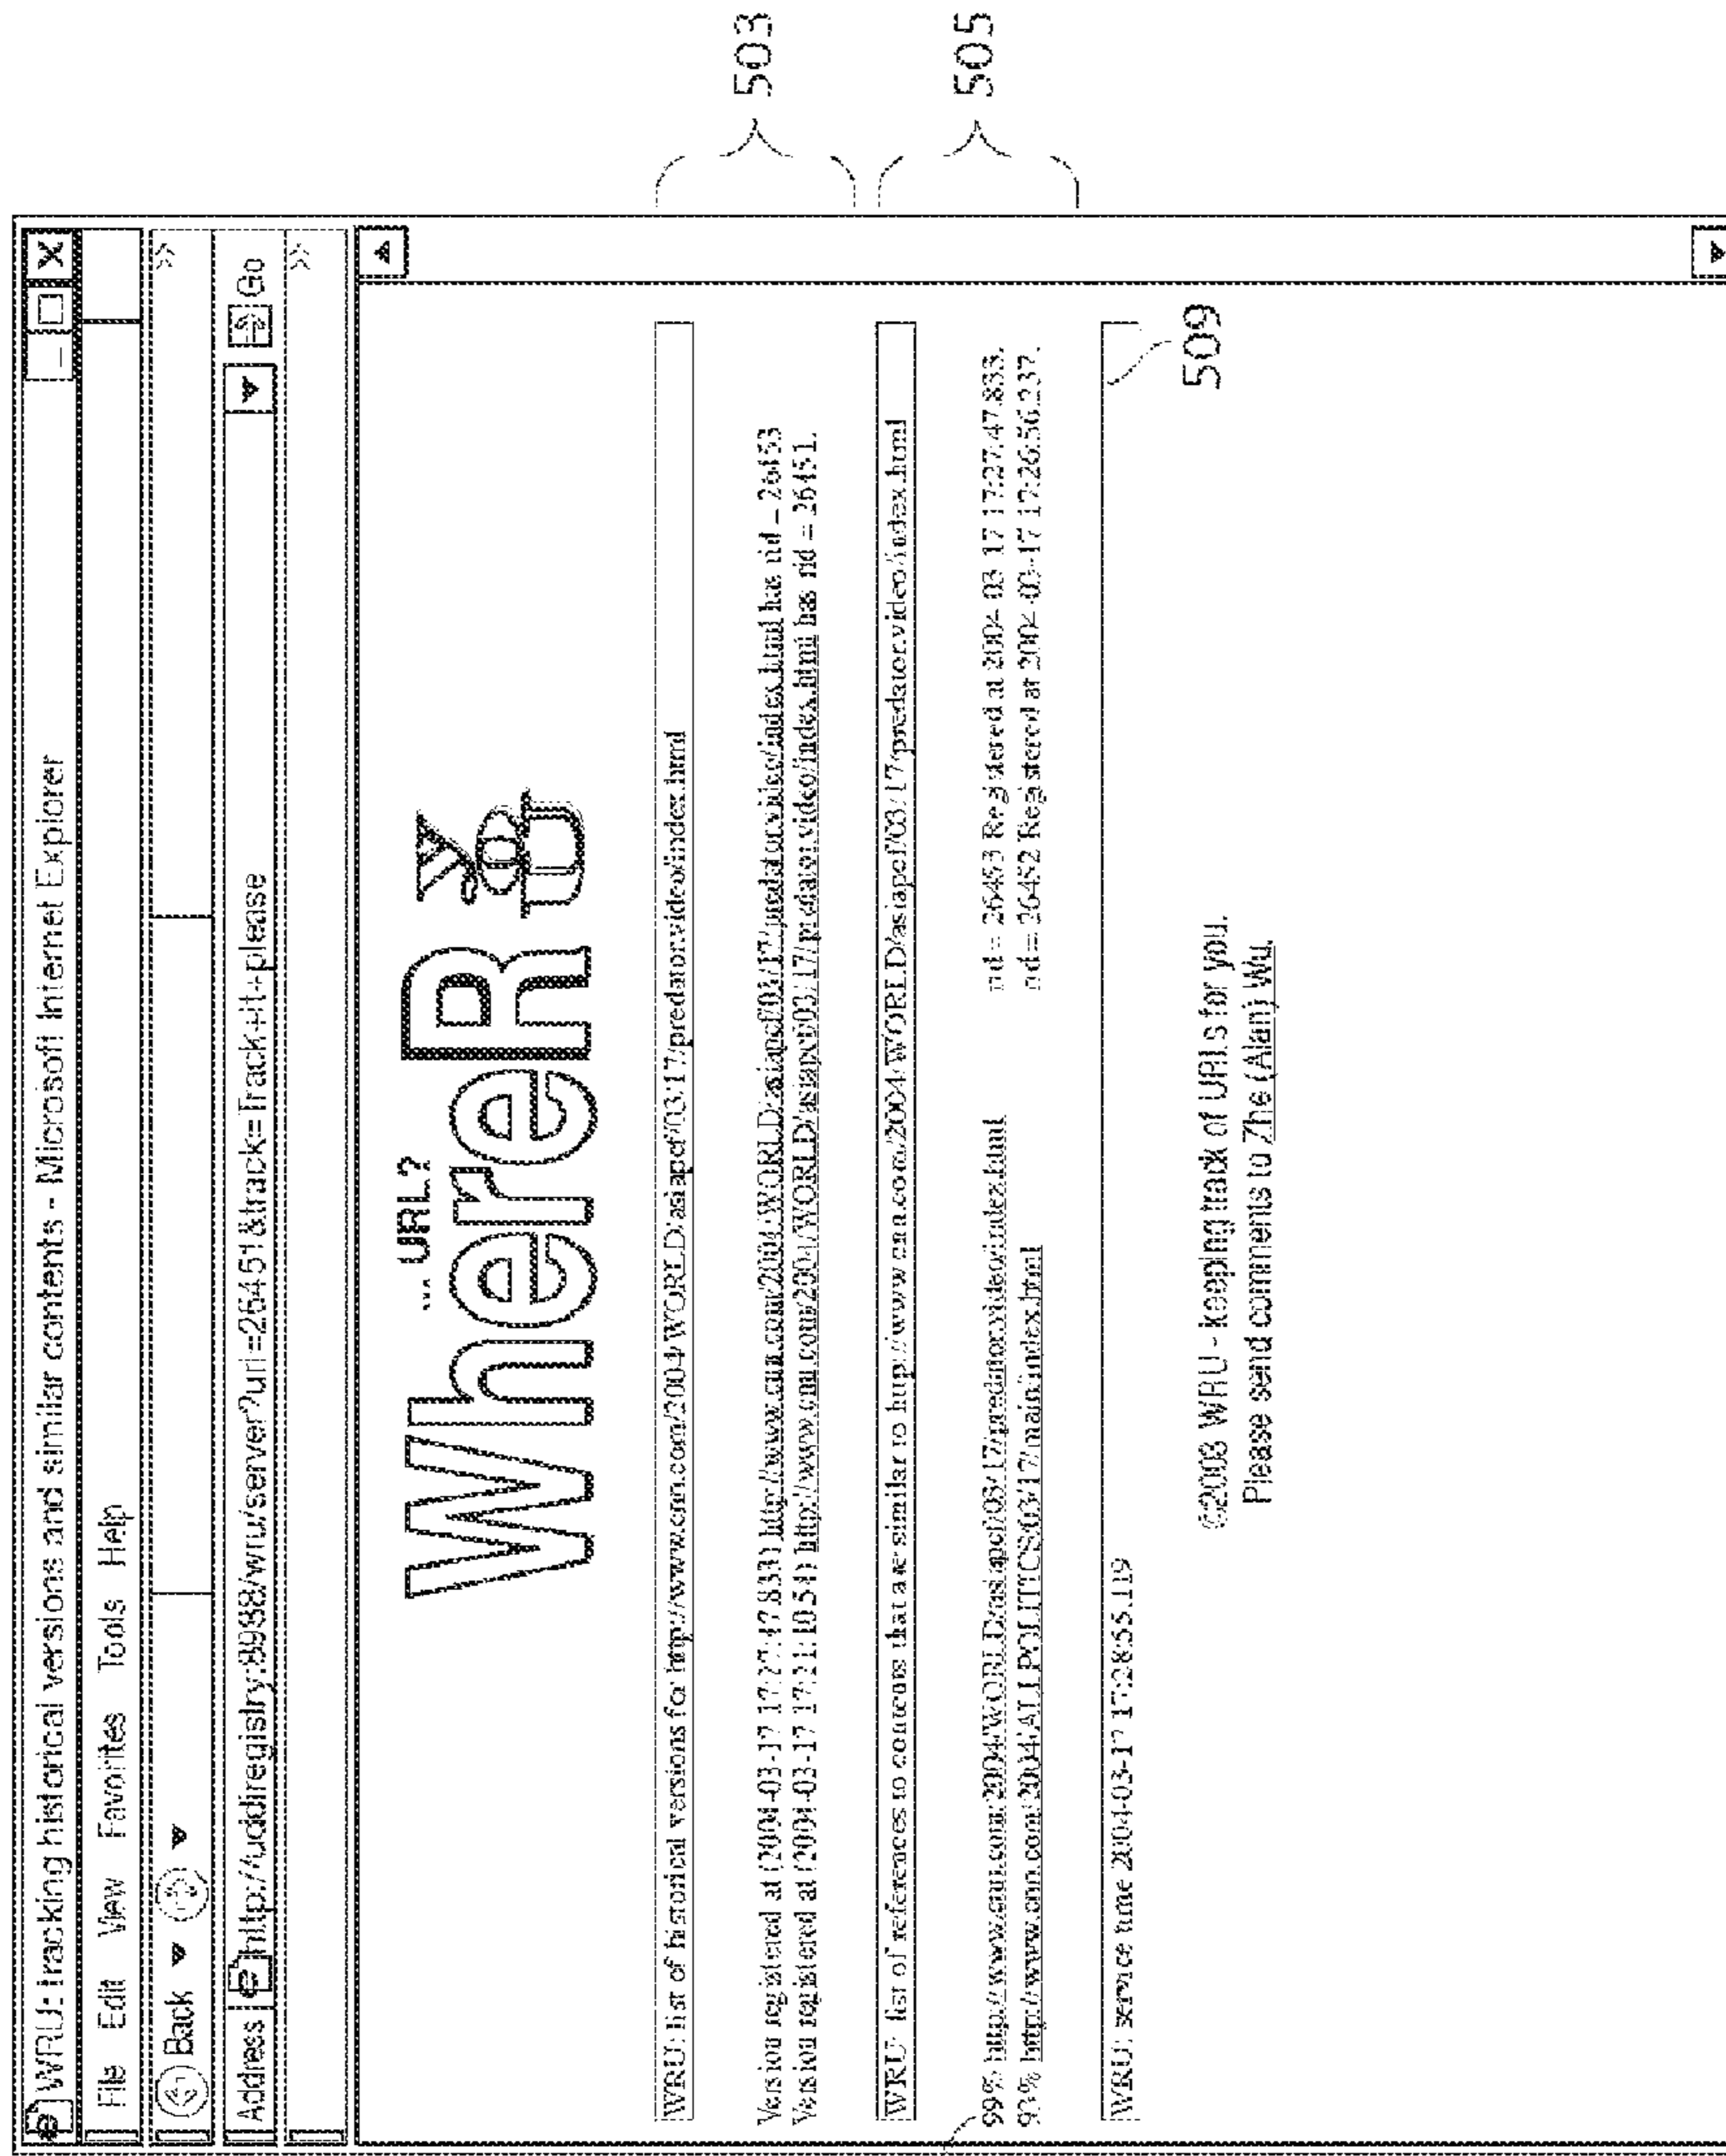 WRU: tracking historical versions and similar contents - Microsoft Internet Explorer
File Edit View Favorites Tools Help
Back
Address http://uddiregistry:8988/wru/server?uri=26451&track=Track+It+please Go
... URL?
WhereRyou
WRU: list of historical versions for http://www.cnn.com/2004/WORLD/asiapcf/03/17/predator.video/index.html
503
Version registered at (2004-03-17 17:27:47.833) http://www.cnn.com/2004/WORLD/asiapcf/03/17/predator.video/index.html has rid = 26453
Version registered at (2004-03-17 17:21:10.54) http://www.cnn.com/2004/WORLD/asiapcf/03/17/predator.video/index.html has rid = 26451.
WRU: list of references to contents that are similar to http://www.cnn.com/2004/WORLD/asiapcf/03/17/predator.video/index.html
505
99% http://www.cnn.com/2004/WORLD/asiapcf/03/17/predator.video/index.html rid = 26453 Registered at 2004-03-17 17:27:47.833.
93% http://www.cnn.com/2004/ALLPOLITICS/03/17/main/index.html rid = 26452 Registered at 2004-03-17 17:26:56.237.
WRU: service time 2004-03-17 17:28:55.119
509
©2003 WRU - keeping track of URLs for you.
Please send comments to Zhe (Alan) Wu.